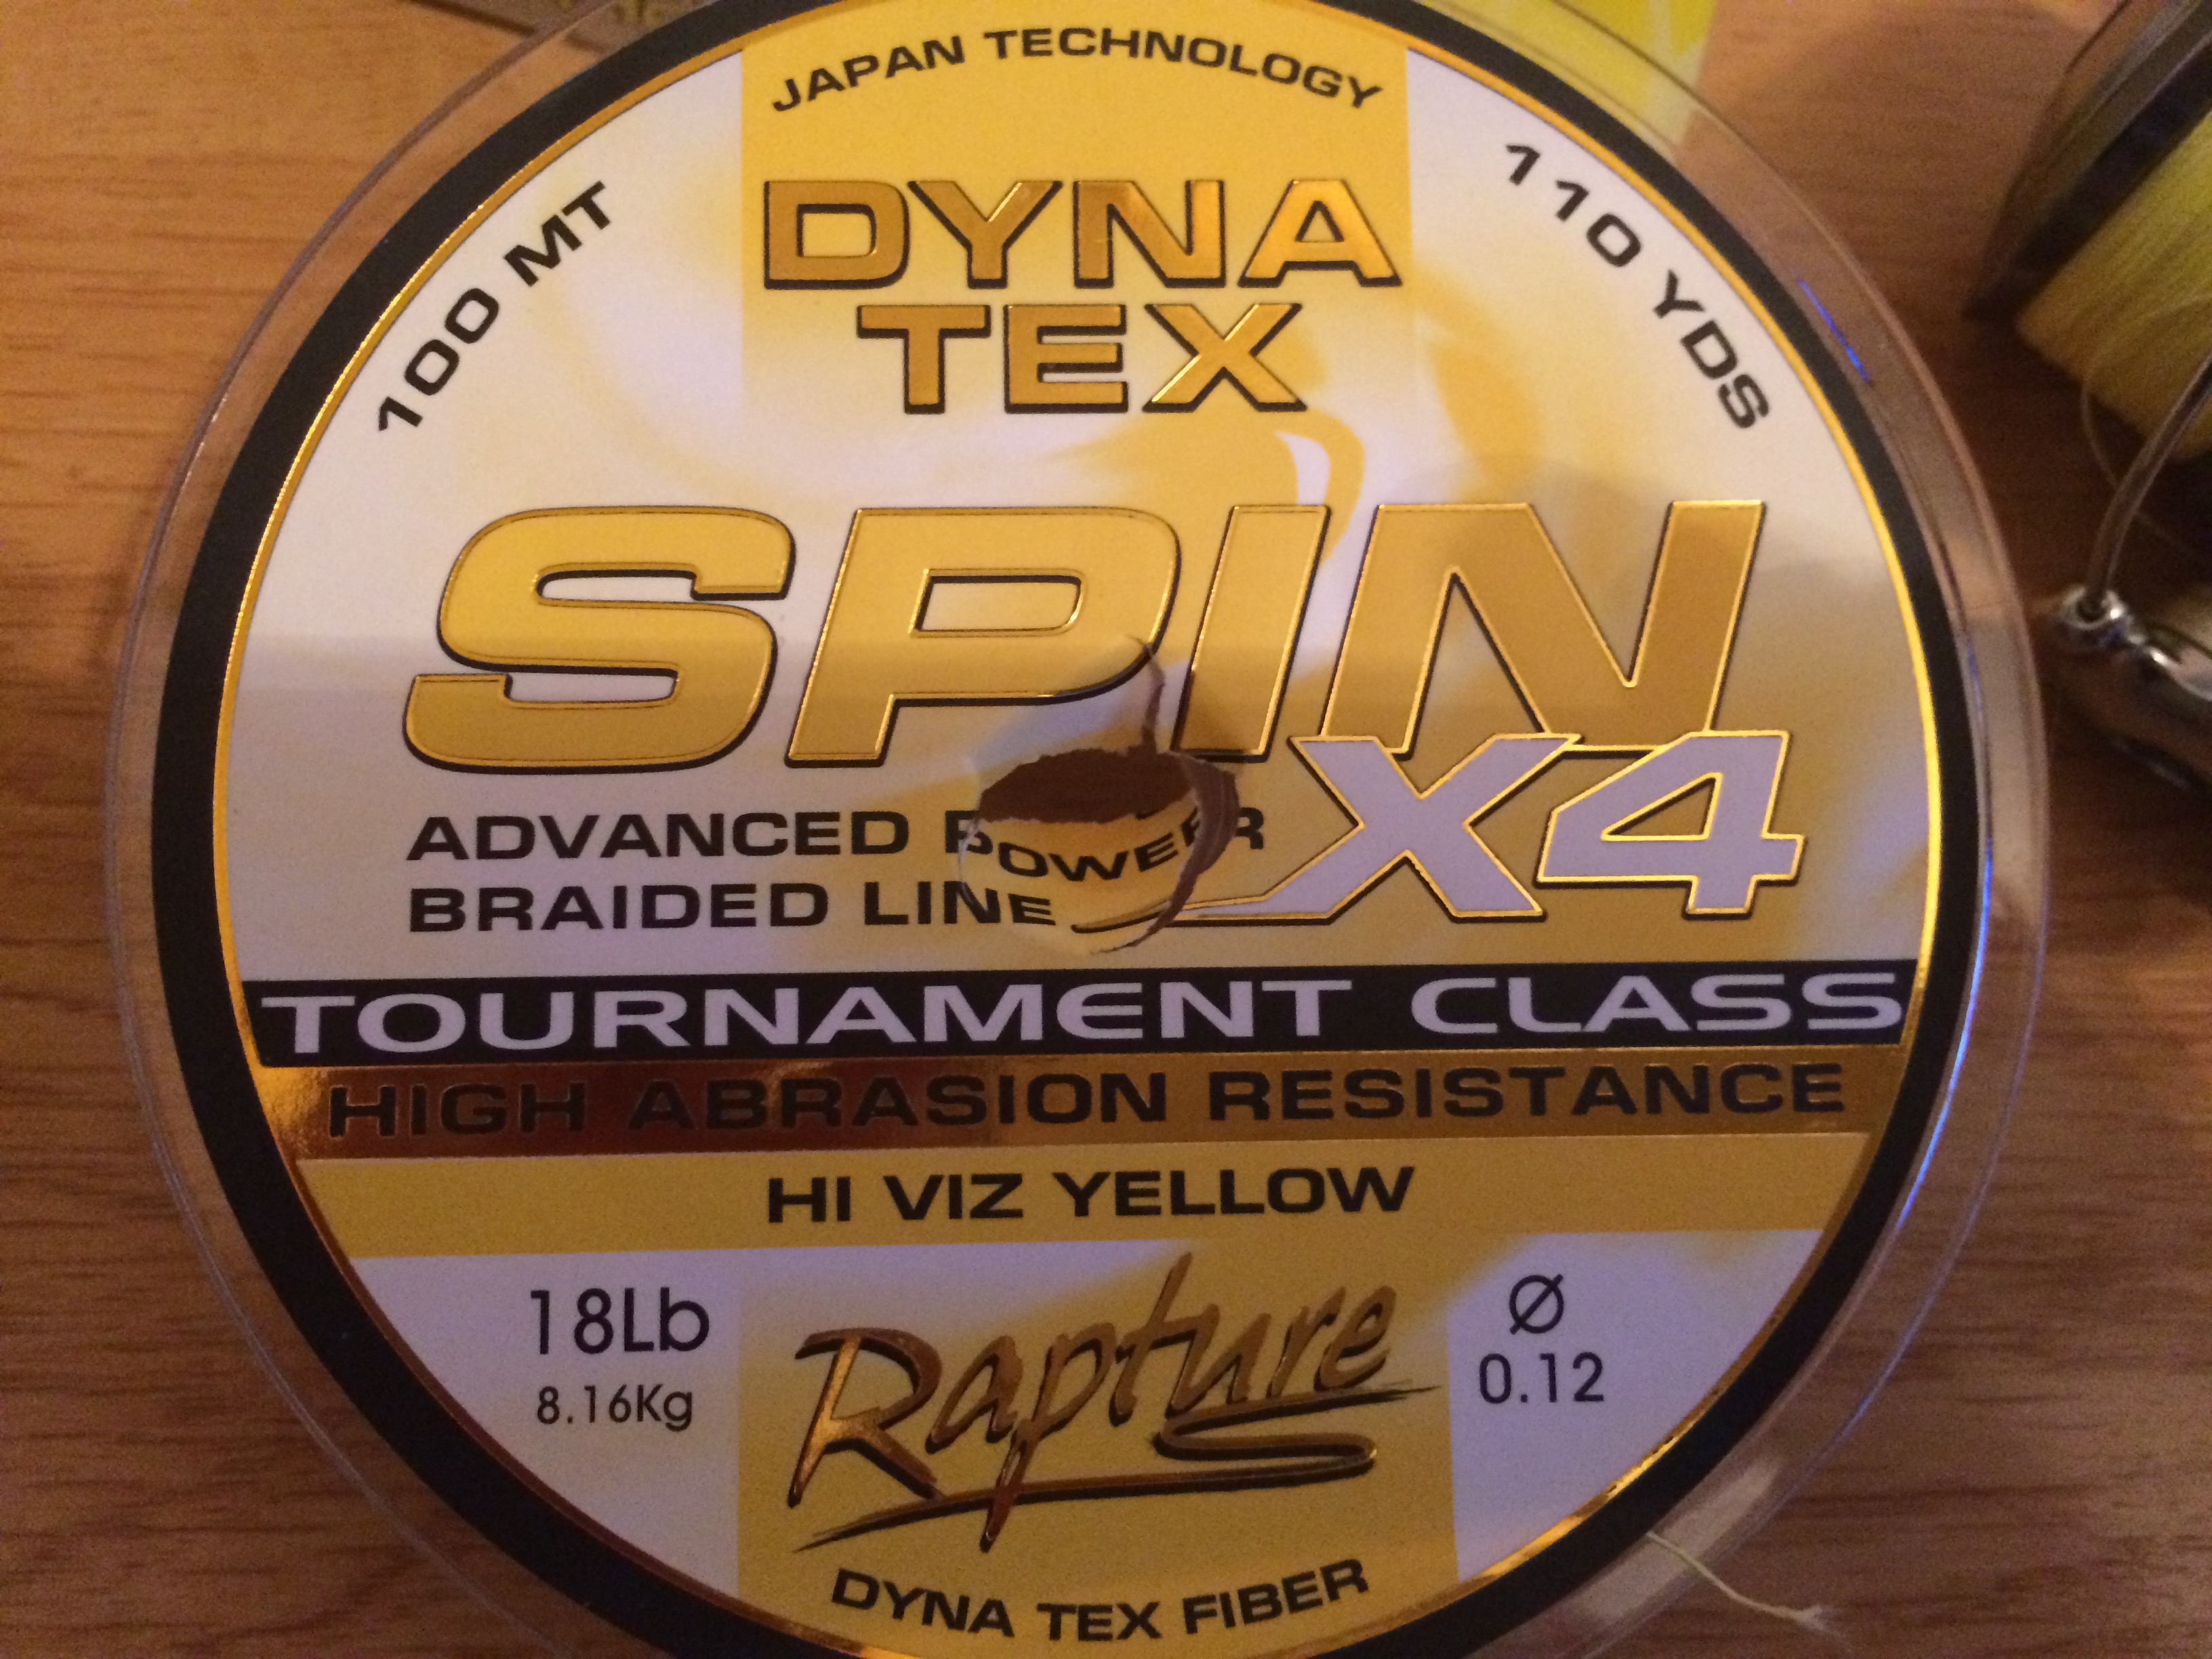 JAPAN TECHNOLOGY
100 MT
110 YDS
DYNA
TEX
SPIN
X4
ADVANCED POWER
BRAIDED LINE
TOURNAMENT CLASS
HIGH ABRASION RESISTANCE
HI VIZ YELLOW
18Lb
8.16Kg
Rapture
Ø
0.12
DYNA TEX FIBER